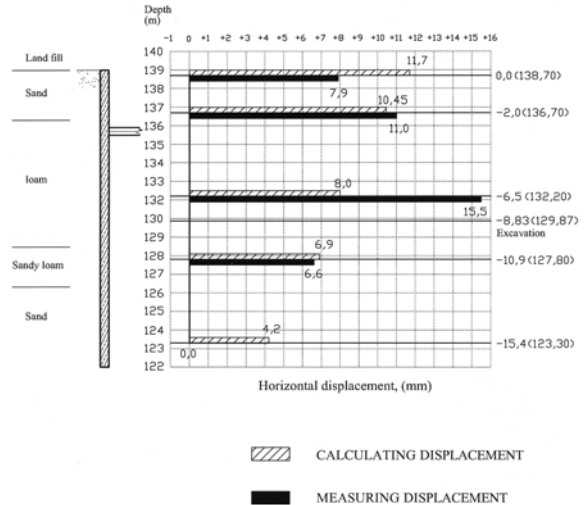 Depth
(m)
-1 0 +1 +2 +3 +4 +5 +6 +7 +8 +9 +10 +11 +12 +13 +14 +15 +16
140
Land fill
11,7
139
0,0(138,70)
138
Sand
7,9
137
10,45
-2,0(136,70)
136
11,0
135
134
loam
133
8,0
-6,5(132,20)
132
15,5
130
-8,83(129,87)
Excavation
129
128
6,9
-10,9(127,80)
Sandy loam
127
6,6
126
125
Sand
124
4,2
-15,4(123,30)
123
0,0
122
Horizontal displacement, (mm)
CALCULATING DISPLACEMENT
MEASURING DISPLACEMENT